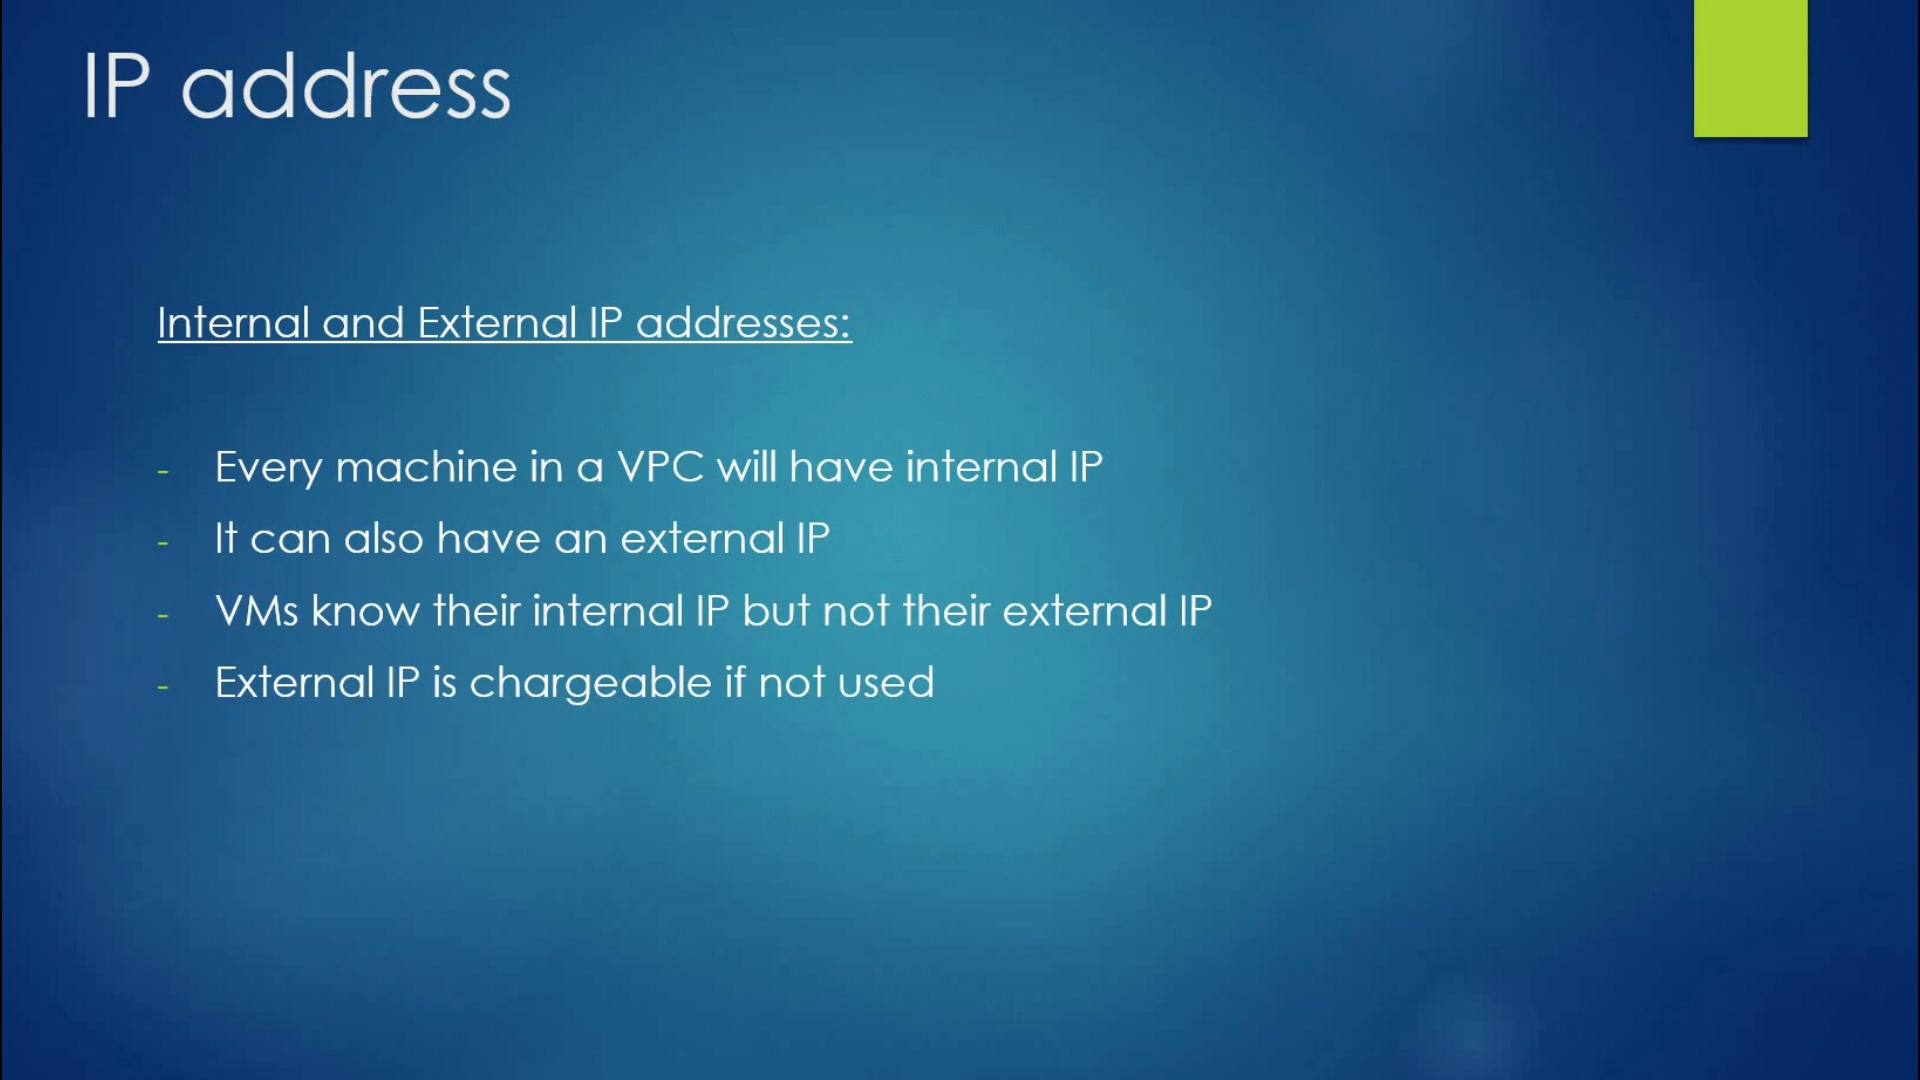 IP address
Internal and External IP addresses:
- Every machine in a VPC will have internal IP
- It can also have an external IP
- VMs know their internal IP but not their external IP
- External IP is chargeable if not used